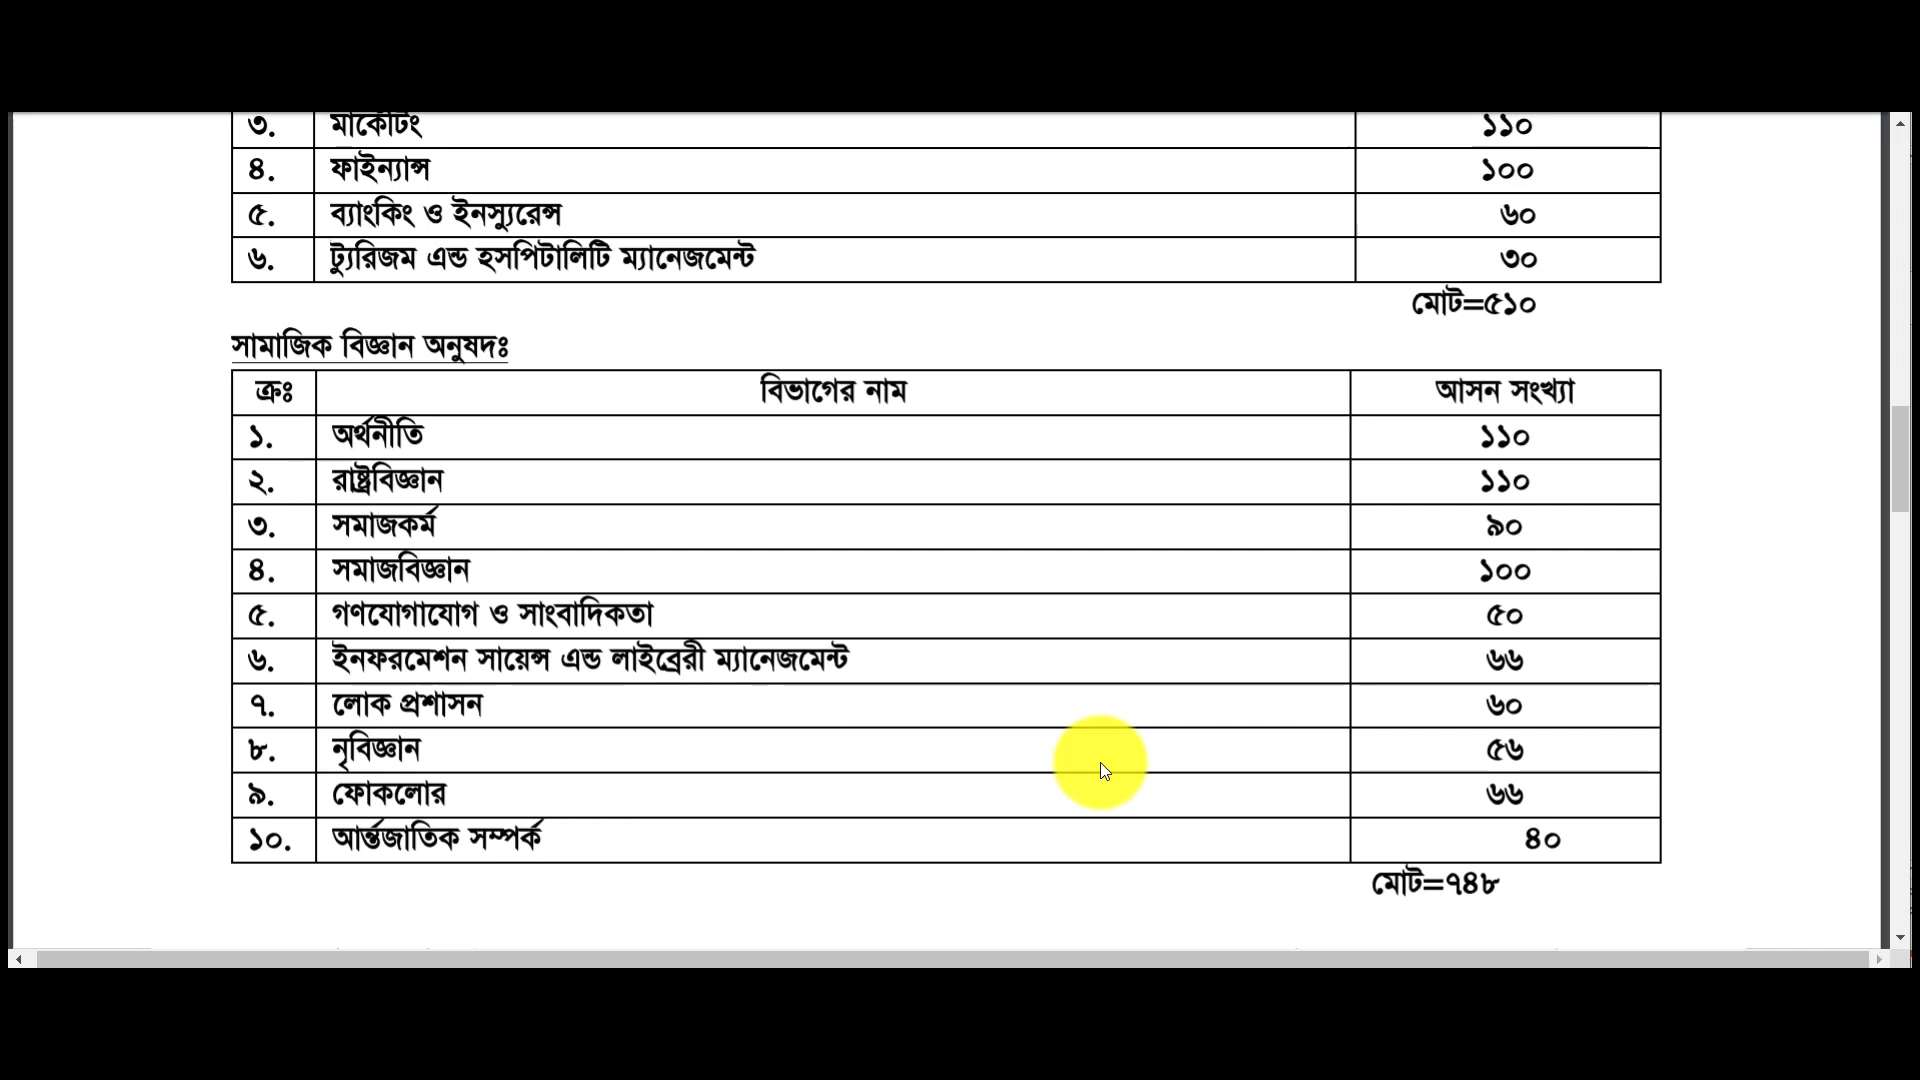 ৩. মার্কেটিং ১১০
৪. ফাইন্যান্স ১০০
৫. ব্যাংকিং ও ইনস্যুরেন্স ৬০
৬. ট্যুরিজম এন্ড হসপিটালিটি ম্যানেজমেন্ট ৩০
মোট=৫১০
সামাজিক বিজ্ঞান অনুষদঃ
ক্রঃ বিভাগের নাম আসন সংখ্যা
১. অর্থনীতি ১১০
২. রাষ্ট্রবিজ্ঞান ১১০
৩. সমাজকর্ম ৯০
৪. সমাজবিজ্ঞান ১০০
৫. গণযোগাযোগ ও সাংবাদিকতা ৫০
৬. ইনফরমেশন সায়েন্স এন্ড লাইব্রেরী ম্যানেজমেন্ট ৬৬
৭. লোক প্রশাসন ৬০
৮. নৃবিজ্ঞান ৫৬
৯. ফোকলোর ৬৬
১০. আর্ন্তজাতিক সম্পর্ক ৪০
মোট=৭৪৮